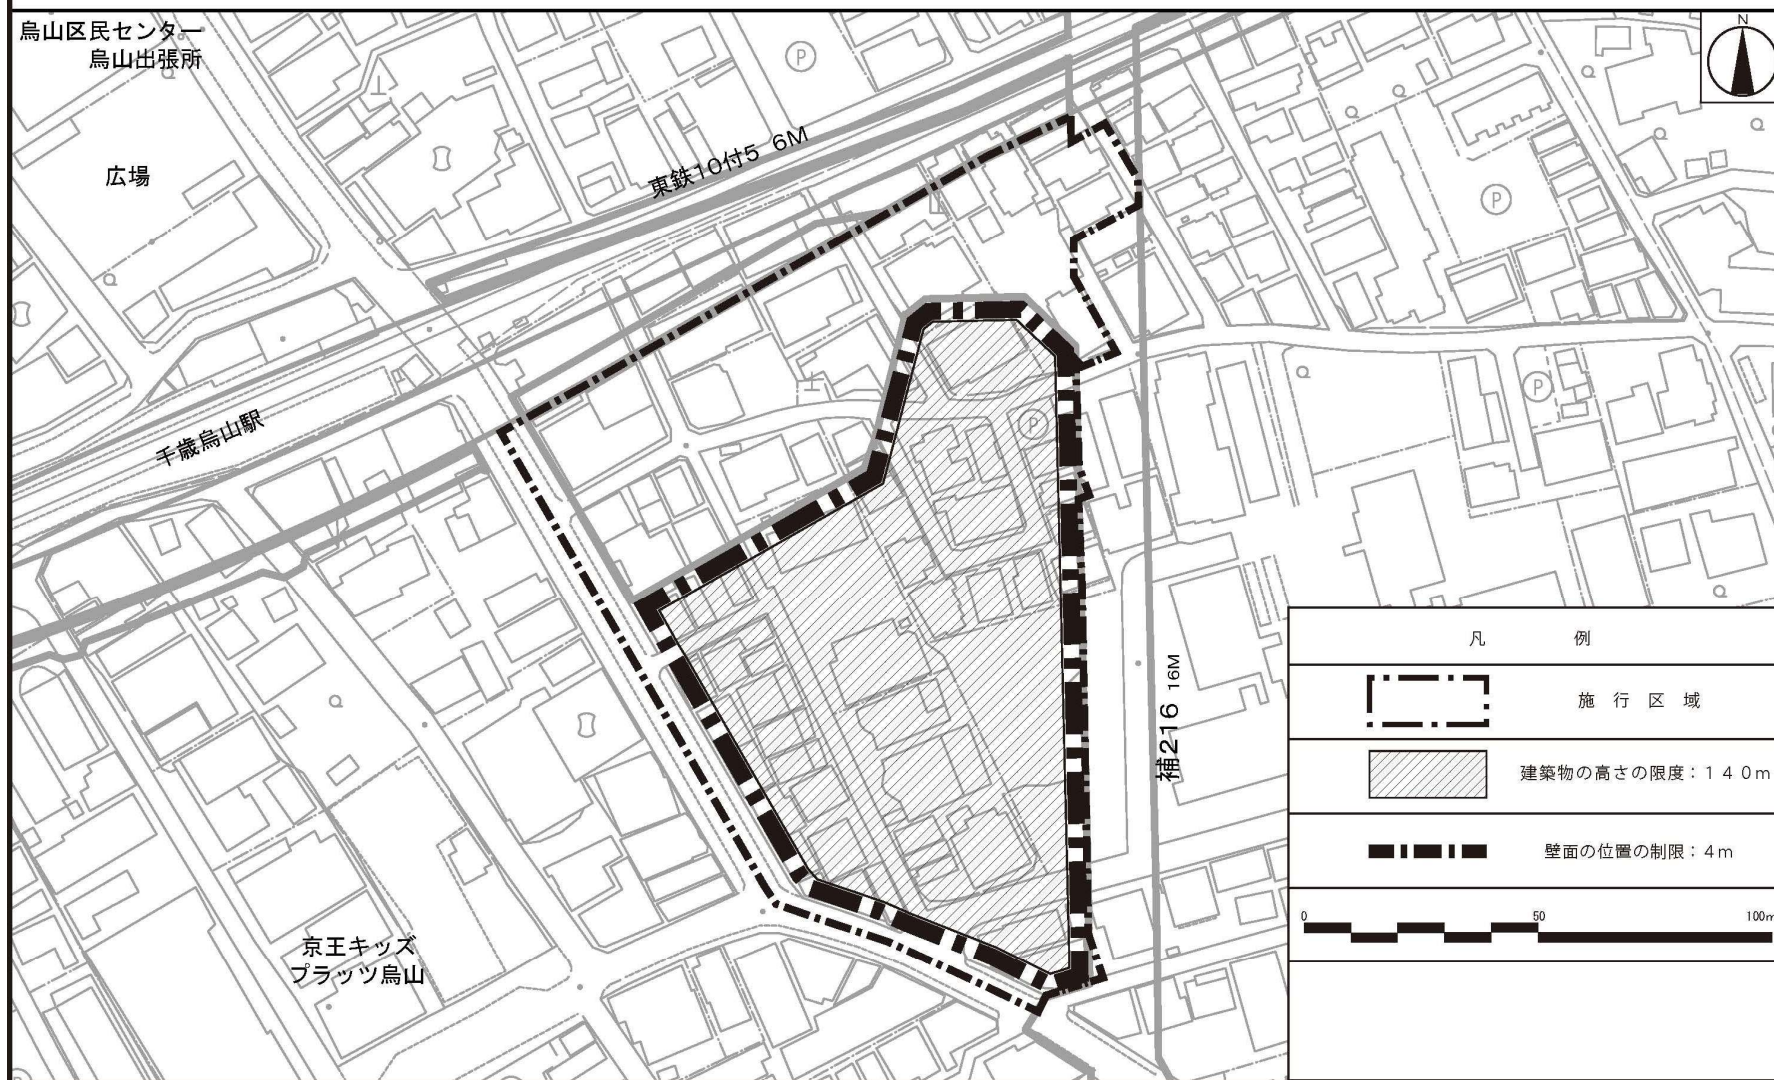 烏山区民センター
烏山出張所
N
P
広場
東鉄10付5 6M
P
千歳烏山駅
P
P
補216 16M
京王キッズ
プラッツ烏山
凡 例
施 行 区 域
建築物の高さの限度：１４０ｍ
壁面の位置の制限：４ｍ
0 50 100m